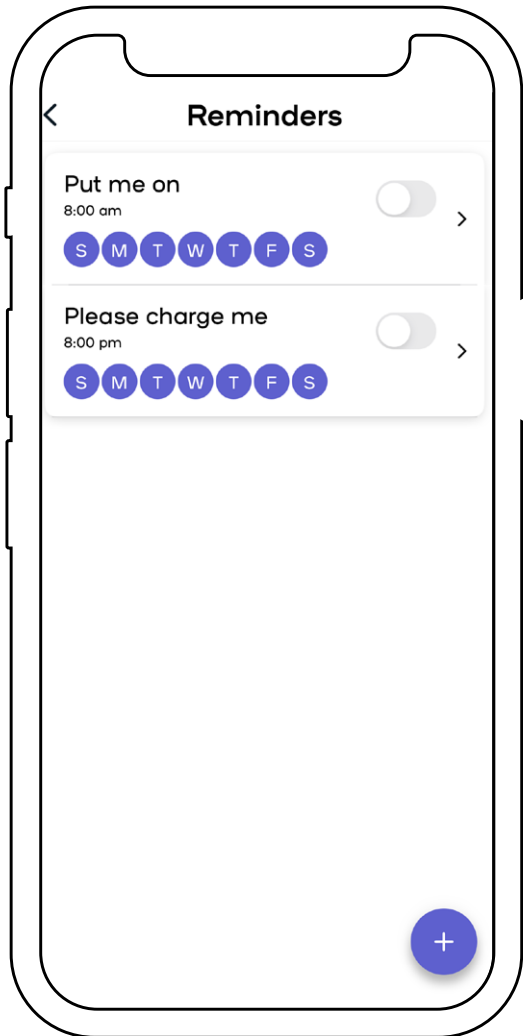 Reminders
Put me on
8:00 am
S M T W T F S
Please charge me
8:00 pm
S M T W T F S
+